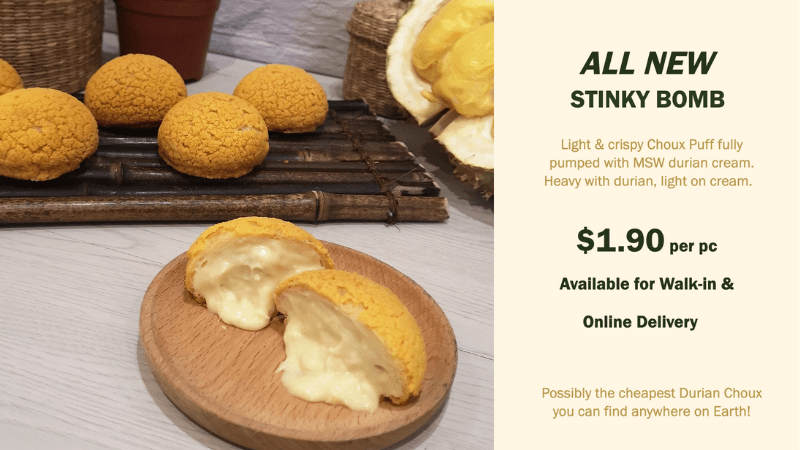 ALL NEW
STINKY BOMB
Light & crispy Choux Puff fully
pumped with MSW durian cream.
Heavy with durian, light on cream.
$1.90 per pc
Available for Walk-in &
Online Delivery
Possibly the cheapest Durian Choux
you can find anywhere on Earth!